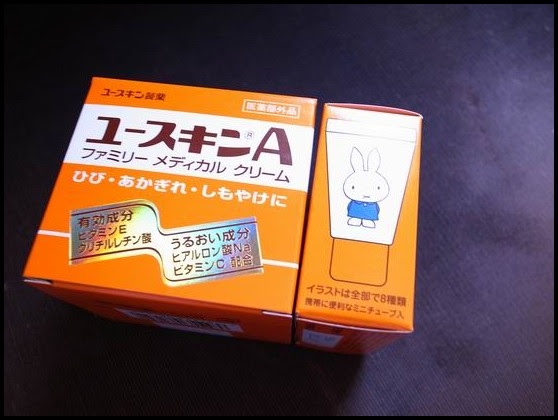 ユースキン製薬
医薬部外品
ユースキン®A
ファミリー メディカル クリーム
ひび・あかぎれ・しもやけに
有効成分
ビタミンE
グリチルレチン酸
うるおい成分
ヒアルロン酸Na
ビタミンC 配合
イラストは全部で8種類
携帯に便利なミニチューブ入